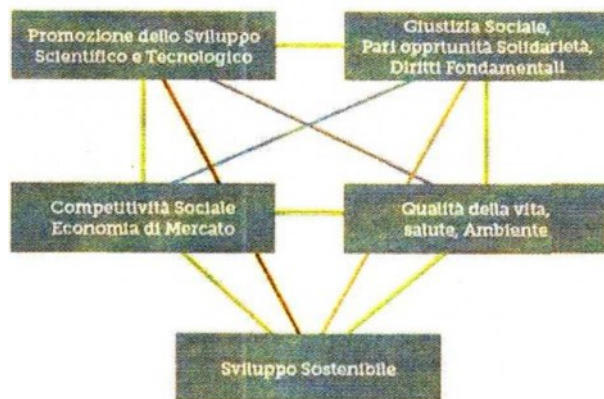 Promozione dello Sviluppo
Scientifico e Tecnologico
Giustizia Sociale,
Pari opprtunità Solidarietà,
Diritti Fondamentali
Competitività Sociale
Economia di Mercato
Qualità della vita,
salute, Ambiente
Sviluppo Sostenibile